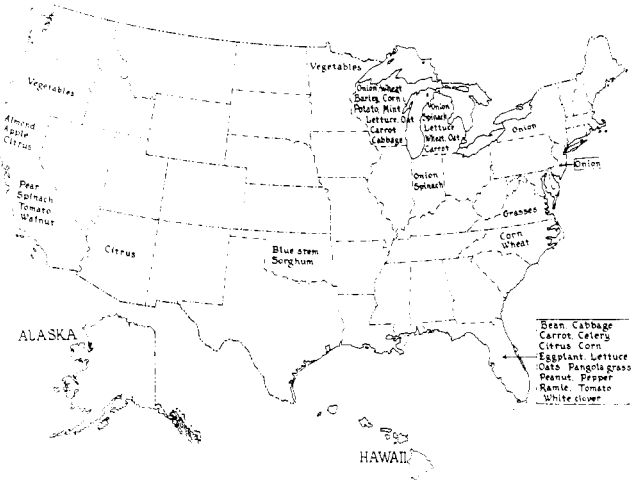 Vegetables
Onion Wheat
Barley, Corn
Potato, Mint
Lettuce, Oat
Carrot
Cabbage
Onion
Spinach
Lettuce
Wheat, Oat
Carrot
Vegetables
Almond
Apple
Citrus
Onion
Onion
Onion
Spinach
Pear
Spinach
Tomato
Walnut
Grasses
Corn
Wheat
Citrus
Blue stem
Sorghum
ALASKA
Bean, Cabbage
Carrot, Celery
Citrus Corn
Eggplant, Lettuce
Oats Pangola grass
Peanut, Pepper
Ramie, Tomato
White clover
HAWAII